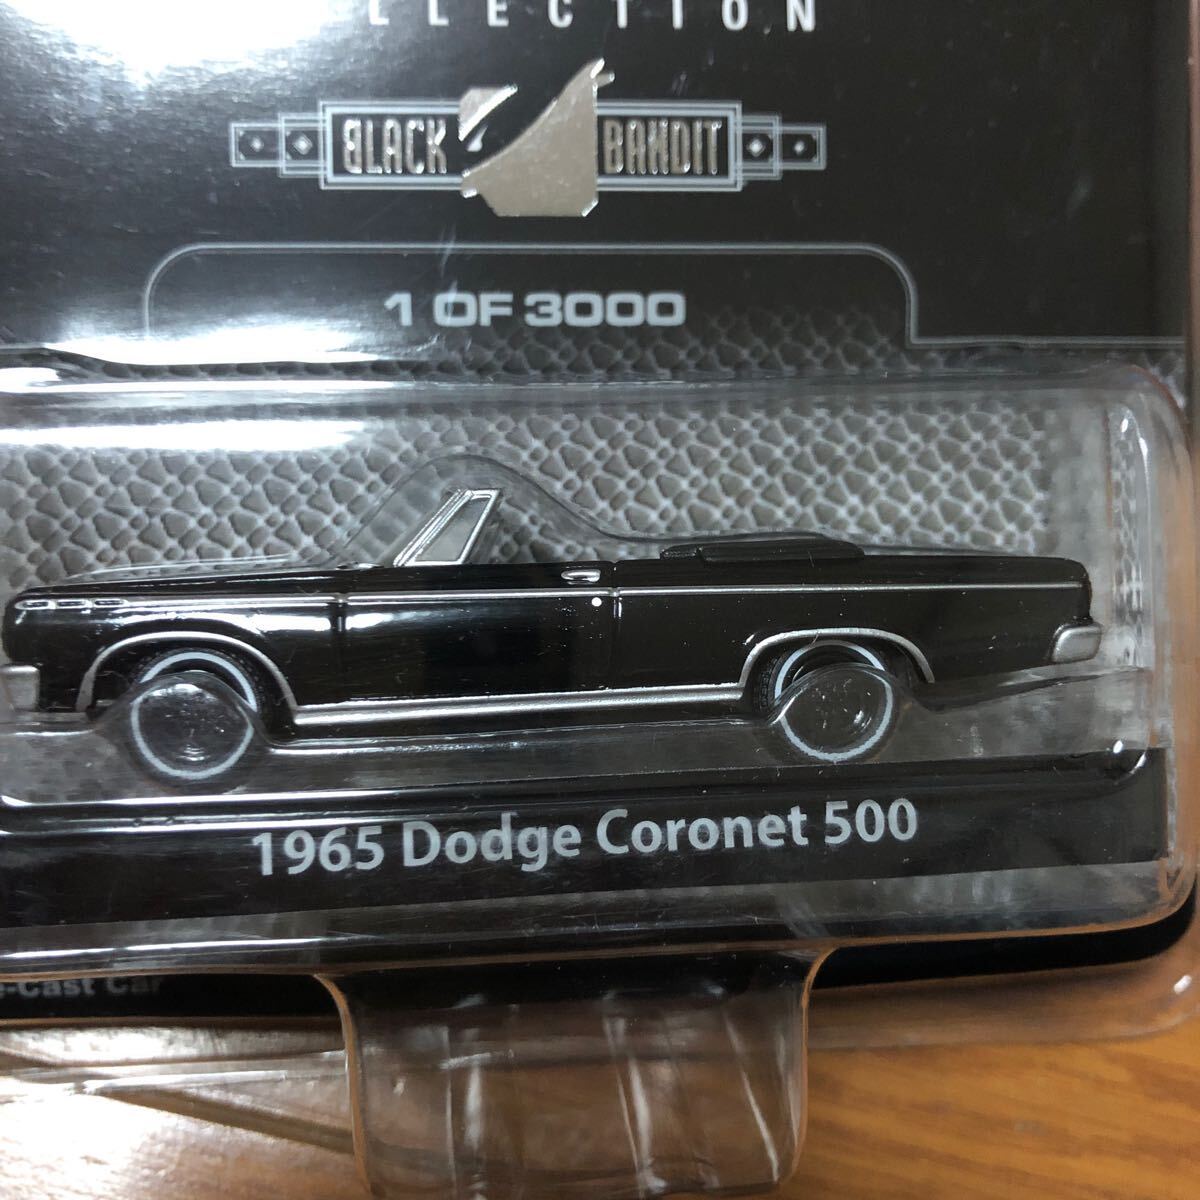 LLECTION
BLACK BANDIT
1 OF 3000
1965 Dodge Coronet 500
-Cast Car